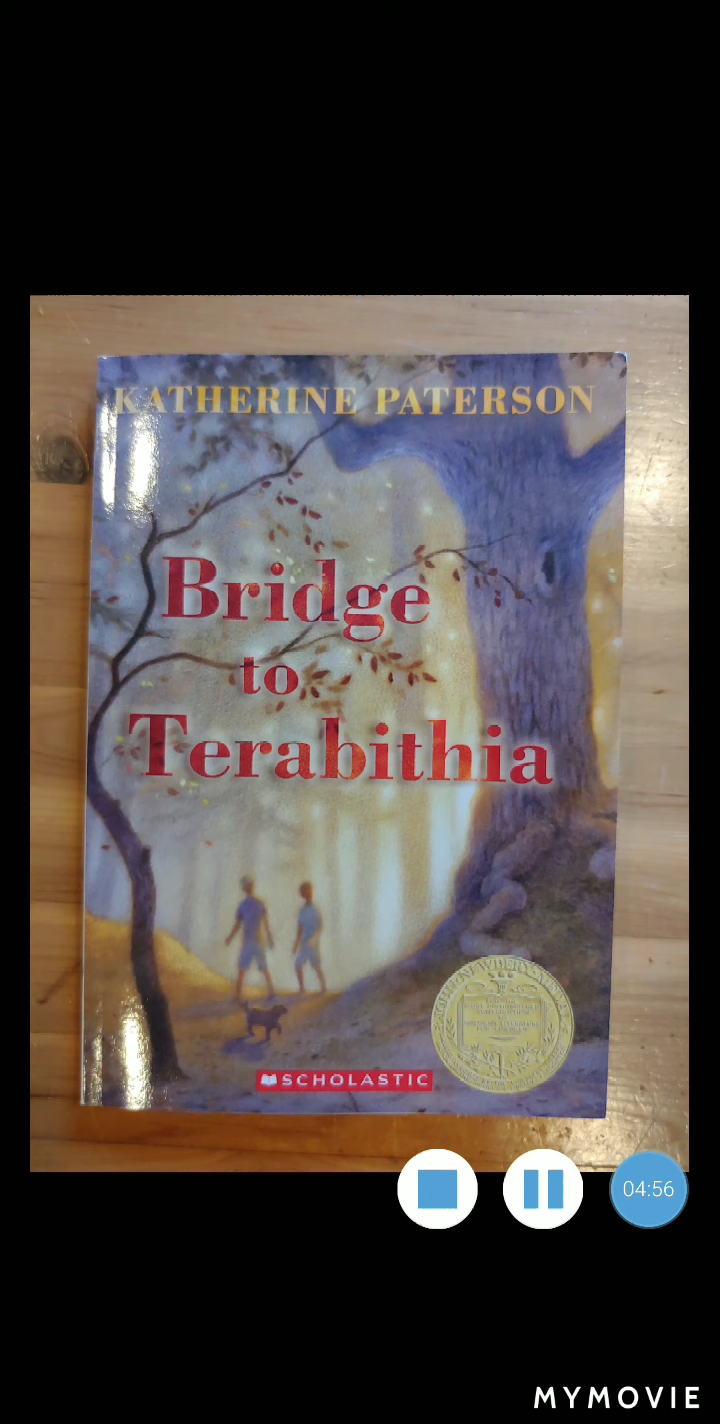 KATHERINE PATERSON
Bridge
to
Terabithia
SCHOLASTIC
04:56
MYMOVIE